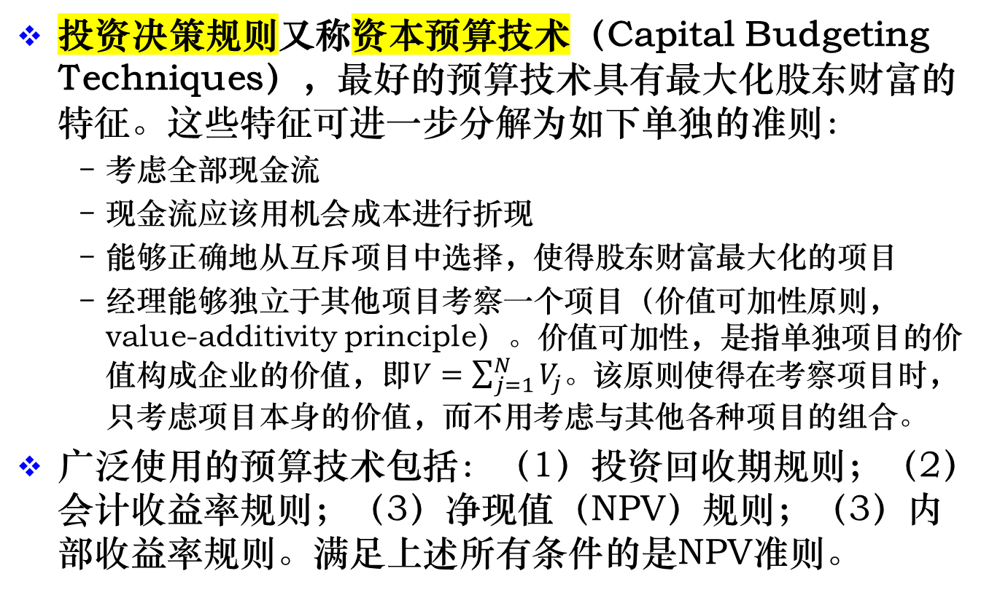 ❖ 投资决策规则又称资本预算技术（Capital Budgeting
Techniques），最好的预算技术具有最大化股东财富的
特征。这些特征可进一步分解为如下单独的准则：
– 考虑全部现金流
– 现金流应该用机会成本进行折现
– 能够正确地从互斥项目中选择，使得股东财富最大化的项目
– 经理能够独立于其他项目考察一个项目（价值可加性原则，
value-additivity principle）。价值可加性，是指单独项目的价
值构成企业的价值，即V = ∑_{j=1}^{N} V_j。该原则使得在考察项目时，
只考虑项目本身的价值，而不用考虑与其他各种项目的组合。
❖ 广泛使用的预算技术包括：（1）投资回收期规则；（2）
会计收益率规则；（3）净现值（NPV）规则；（3）内
部收益率规则。满足上述所有条件的是NPV准则。